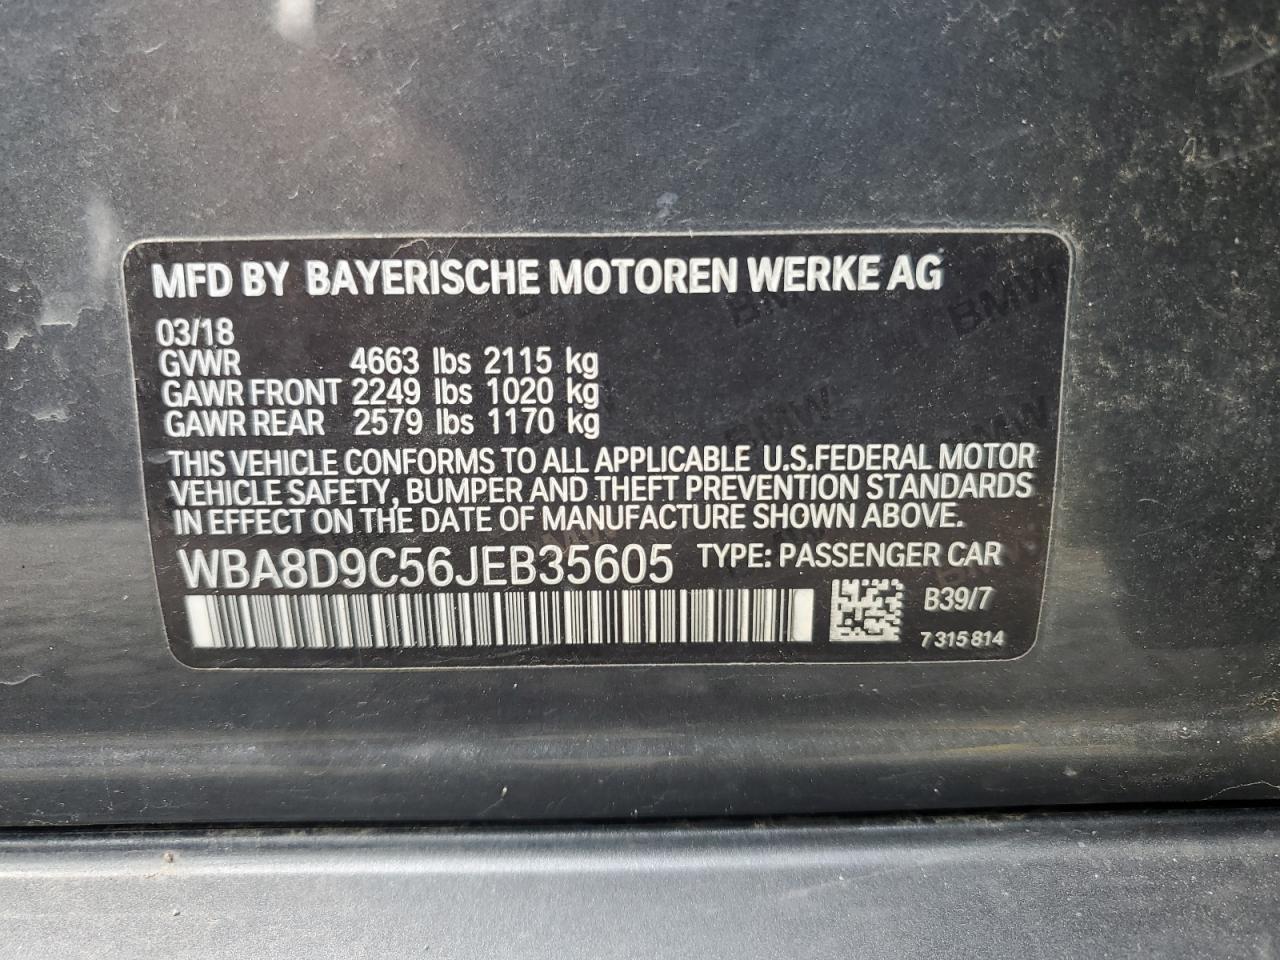 MFD BY BAYERISCHE MOTOREN WERKE AG
03/18
GVWR 4663 lbs 2115 kg
GAWR FRONT 2249 lbs 1020 kg
GAWR REAR 2579 lbs 1170 kg
THIS VEHICLE CONFORMS TO ALL APPLICABLE U.S.FEDERAL MOTOR
VEHICLE SAFETY, BUMPER AND THEFT PREVENTION STANDARDS
IN EFFECT ON THE DATE OF MANUFACTURE SHOWN ABOVE.
WBA8D9C56JEB35605 TYPE: PASSENGER CAR
B39/7
7 315 814